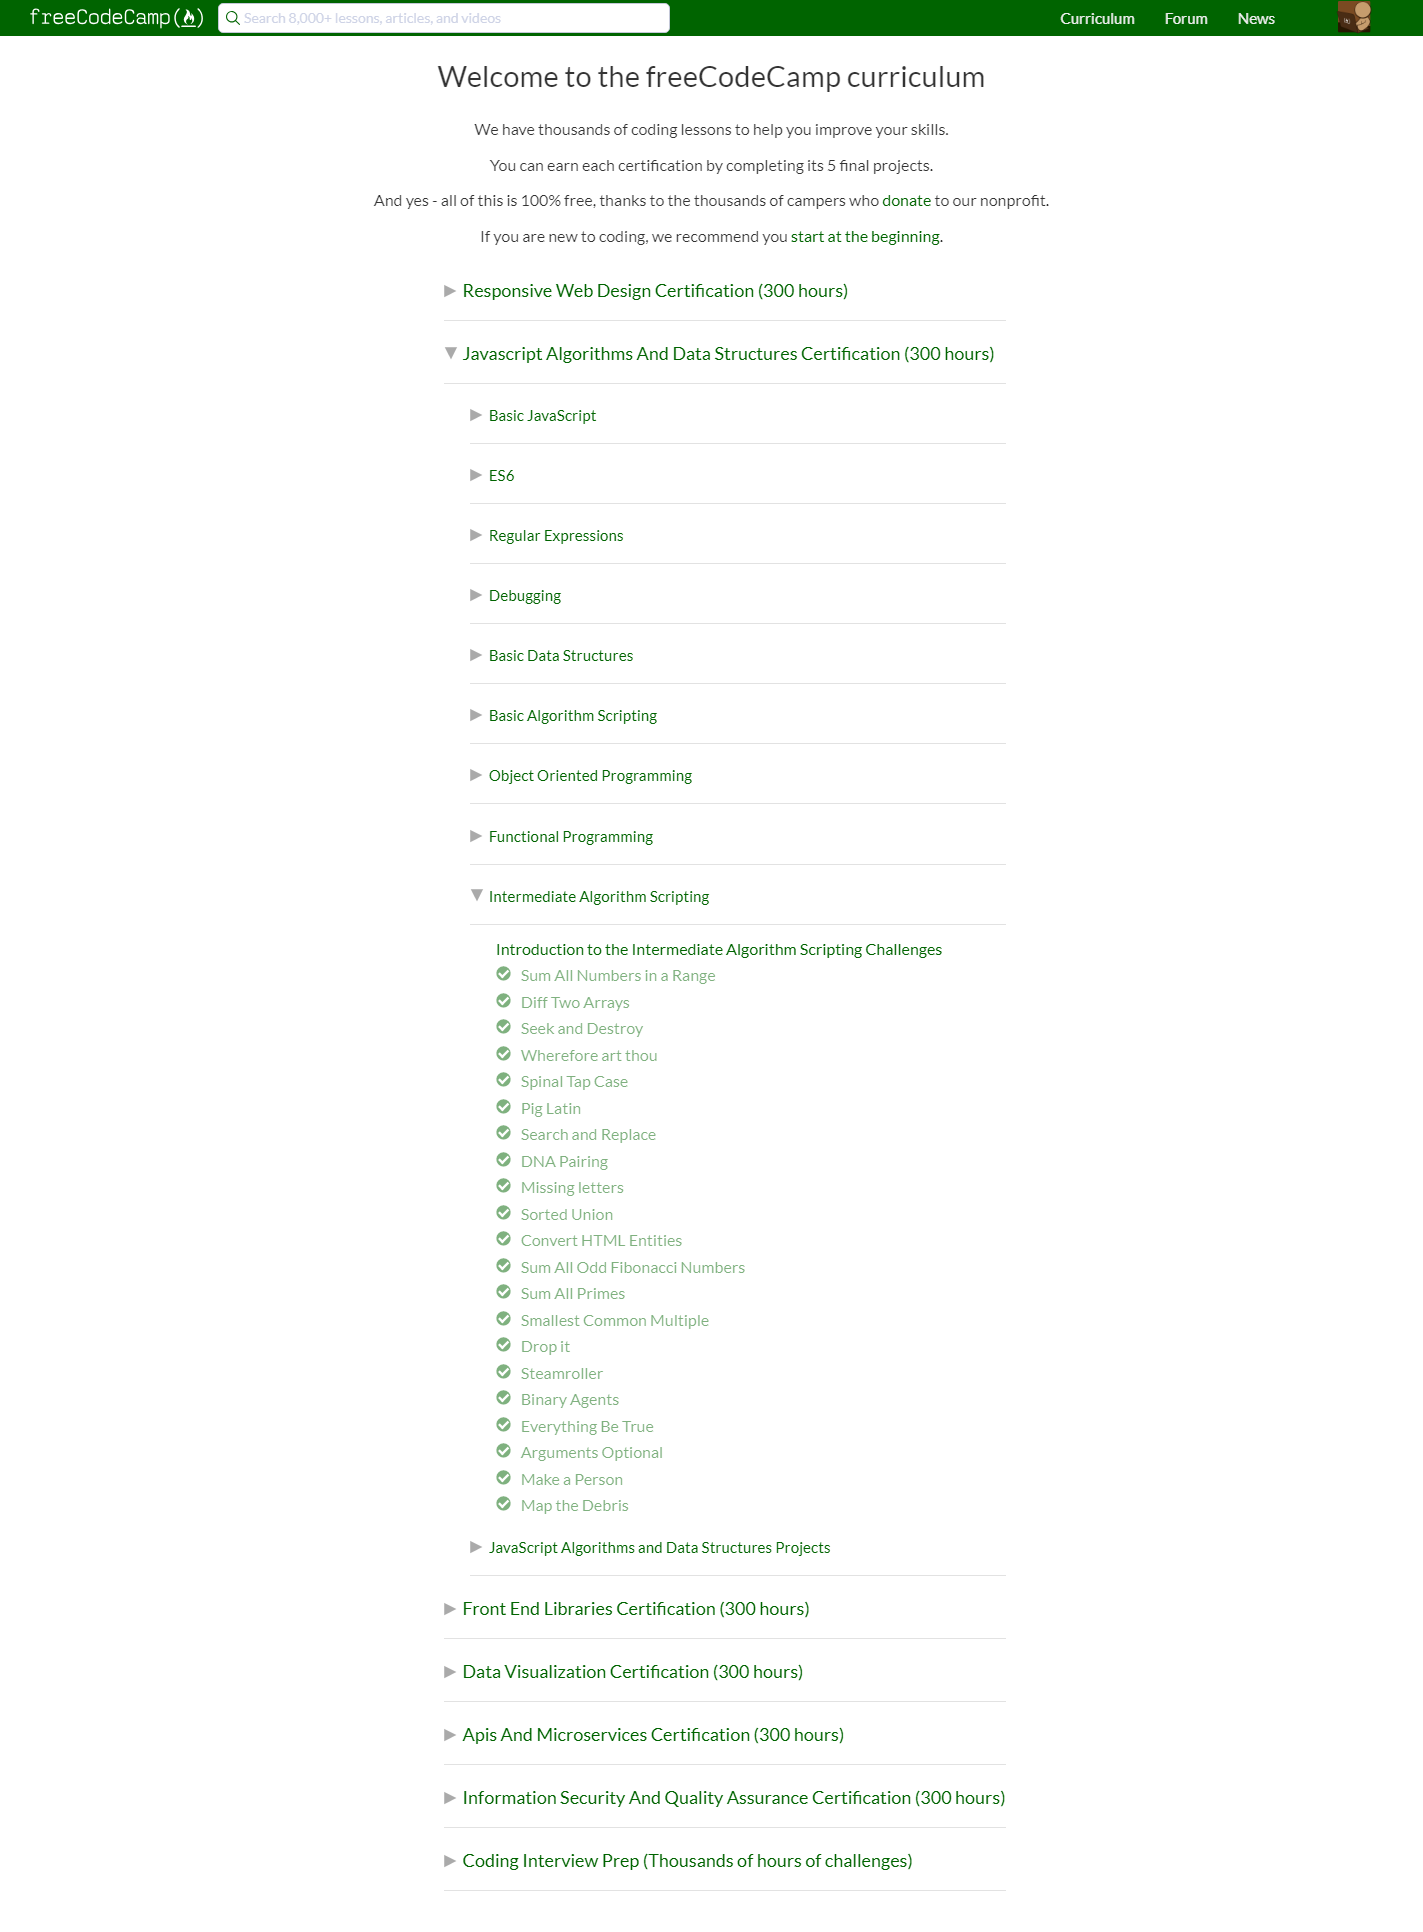 freeCodeCamp
Search 8,000+ lessons, articles, and videos
Curriculum
Forum
News
Welcome to the freeCodeCamp curriculum
We have thousands of coding lessons to help you improve your skills.
You can earn each certification by completing its 5 final projects.
And yes - all of this is 100% free, thanks to the thousands of campers who donate to our nonprofit.
If you are new to coding, we recommend you start at the beginning.
Responsive Web Design Certification (300 hours)
Javascript Algorithms And Data Structures Certification (300 hours)
Basic JavaScript
ES6
Regular Expressions
Debugging
Basic Data Structures
Basic Algorithm Scripting
Object Oriented Programming
Functional Programming
Intermediate Algorithm Scripting
Introduction to the Intermediate Algorithm Scripting Challenges
Sum All Numbers in a Range
Diff Two Arrays
Seek and Destroy
Wherefore art thou
Spinal Tap Case
Pig Latin
Search and Replace
DNA Pairing
Missing letters
Sorted Union
Convert HTML Entities
Sum All Odd Fibonacci Numbers
Sum All Primes
Smallest Common Multiple
Drop it
Steamroller
Binary Agents
Everything Be True
Arguments Optional
Make a Person
Map the Debris
JavaScript Algorithms and Data Structures Projects
Front End Libraries Certification (300 hours)
Data Visualization Certification (300 hours)
Apis And Microservices Certification (300 hours)
Information Security And Quality Assurance Certification (300 hours)
Coding Interview Prep (Thousands of hours of challenges)